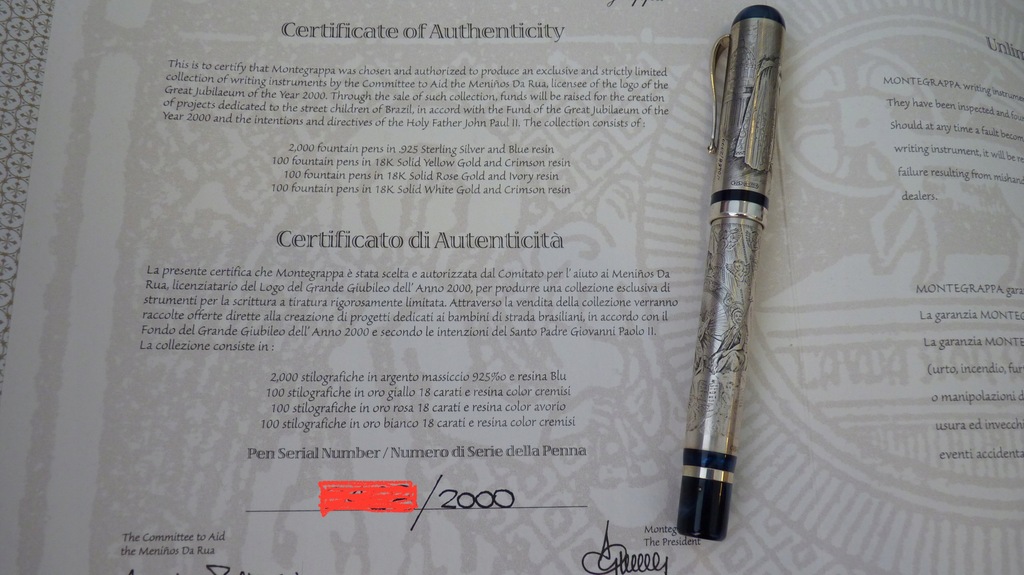 Certificate of Authenticity
This is to certify that Montegrappa was chosen and authorized to produce an exclusive and strictly limited
collection of writing instruments by the Committee to Aid the Meniños Da Rua, licensee of the logo of the
Great Jubilaeum of the Year 2000. Through the sale of such collection, funds will be raised for the creation
of projects dedicated to the street children of Brazil, in accord with the Fund of the Great Jubilaeum of the
Year 2000 and the intentions and directives of the Holy Father John Paul II. The collection consists of :
2,000 fountain pens in .925 Sterling Silver and Blue resin
100 fountain pens in 18K Solid Yellow Gold and Crimson resin
100 fountain pens in 18K Solid Rose Gold and Ivory resin
100 fountain pens in 18K Solid White Gold and Crimson resin
Certificato di Autenticità
La presente certifica che Montegrappa è stata scelta e autorizzata dal Comitato per l' aiuto ai Meniños Da
Rua, licenziatario del Logo del Grande Giubileo dell' Anno 2000, per produrre una collezione esclusiva di
strumenti per la scrittura a tiratura rigorosamente limitata. Attraverso la vendita della collezione verranno
raccolte offerte dirette alla creazione di progetti dedicati ai bambini di strada brasiliani, in accordo con il
Fondo del Grande Giubileo dell' Anno 2000 e secondo le intenzioni del Santo Padre Giovanni Paolo II.
La collezione consiste in :
2,000 stilografiche in argento massiccio 925‰ e resina Blu
100 stilografiche in oro giallo 18 carati e resina color cremisi
100 stilografiche in oro rosa 18 carati e resina color avorio
100 stilografiche in oro bianco 18 carati e resina color cremisi
Pen Serial Number / Numero di Serie della Penna
/2000
The Committee to Aid
the Meniños Da Rua
Monteg
The President
Unlim
MONTEGRAPPA writing instrume
They have been inspected and fou
Should at any time a fault becom
writing instrument, it will be re
failure resulting from mishand
dealers.
MONTEGRAPPA gara
La garanzia MONTEG
La garanzia MONTE
(urto, incendio, fur
o manipolazioni d
usura ed invecchi
eventi accidenta